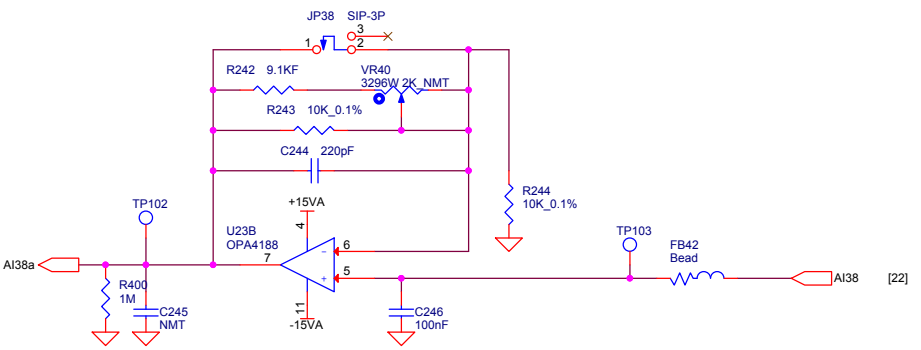 JP38 SIP-3P
3
1 2
R242 9.1KF VR40
3296W 2K_NMT
R243 10K_0.1%
C244 220pF
R244
10K_0.1%
+15VA
TP102
TP103
U23B
OPA4188
4
6
-
7
5
+
FB42
Bead
AI38a
AI38 [22]
R400
1M
11
C245
NMT
C246
100nF
-15VA